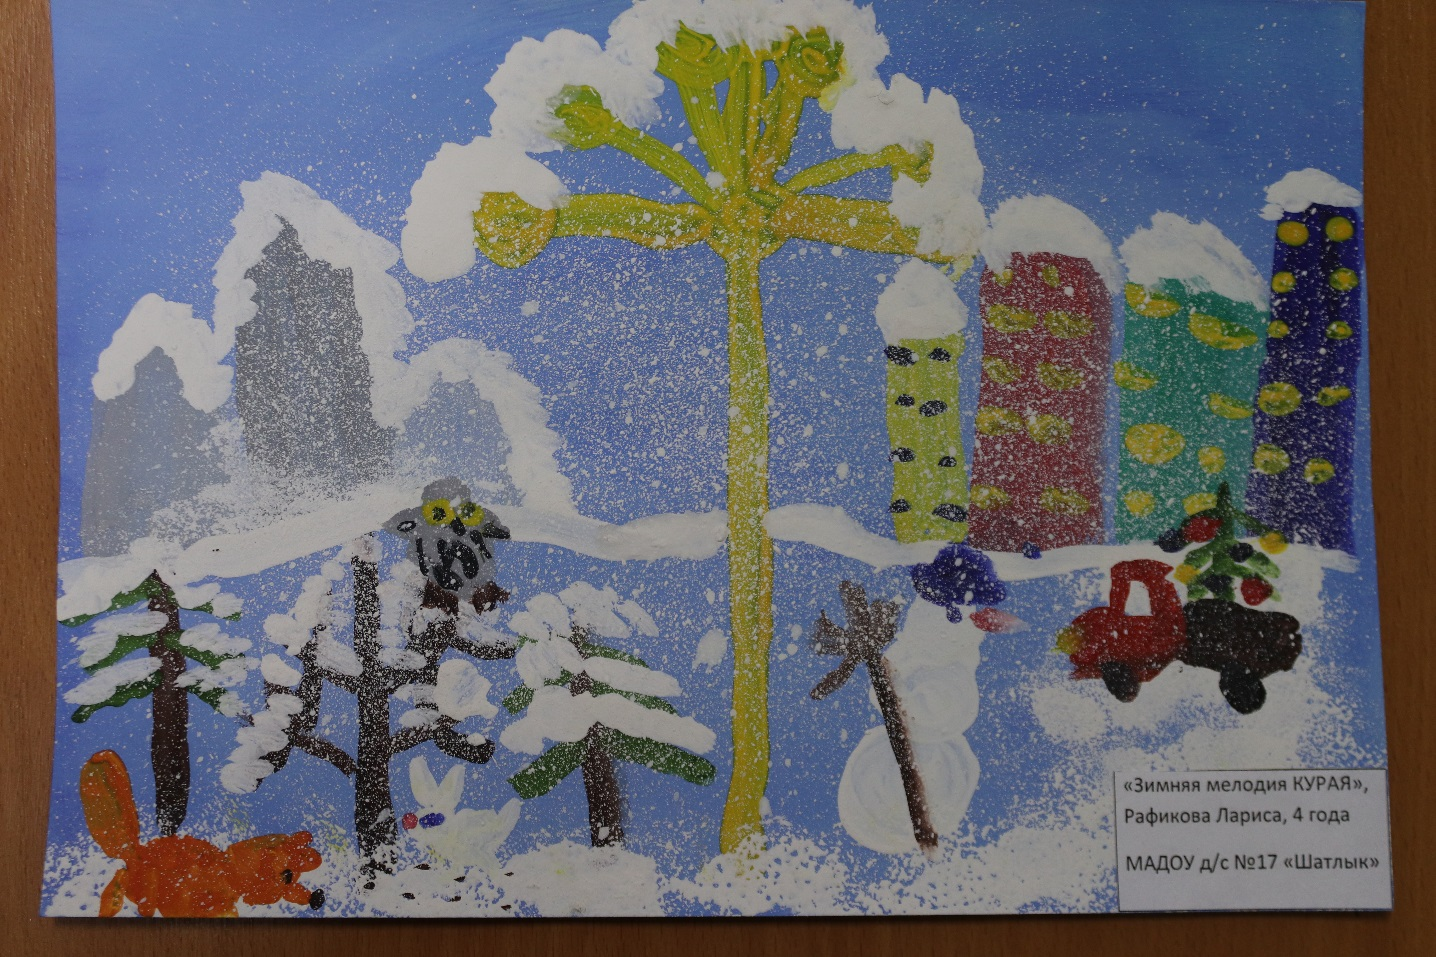 «Зимняя мелодия КУРАЯ»,
Рафикова Лариса, 4 года
МАДОУ д/с №17 «Шатлык»